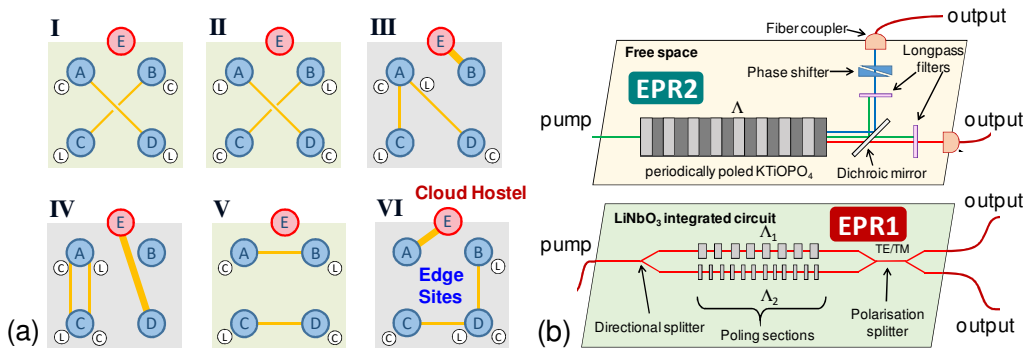 (a)
I
E
A
B
C
D
C
C
L
L
II
E
A
B
C
D
L
L
C
C
III
E
A
B
C
D
C
L
L
C
IV
E
A
B
C
D
C
L
L
C
V
E
A
B
C
D
L
C
VI
Cloud Hostel
E
A
B
Edge
Sites
C
D
C
L
L
C
(b)
Free space
EPR2
Fiber coupler
output
Phase shifter
Longpass
filters
pump
Λ
output
periodically poled KTiOPO₄
Dichroic mirror
LiNbO₃ integrated circuit
EPR1
output
pump
Λ₁
TE/TM
Λ₂
Directional splitter
Poling sections
Polarisation
splitter
output